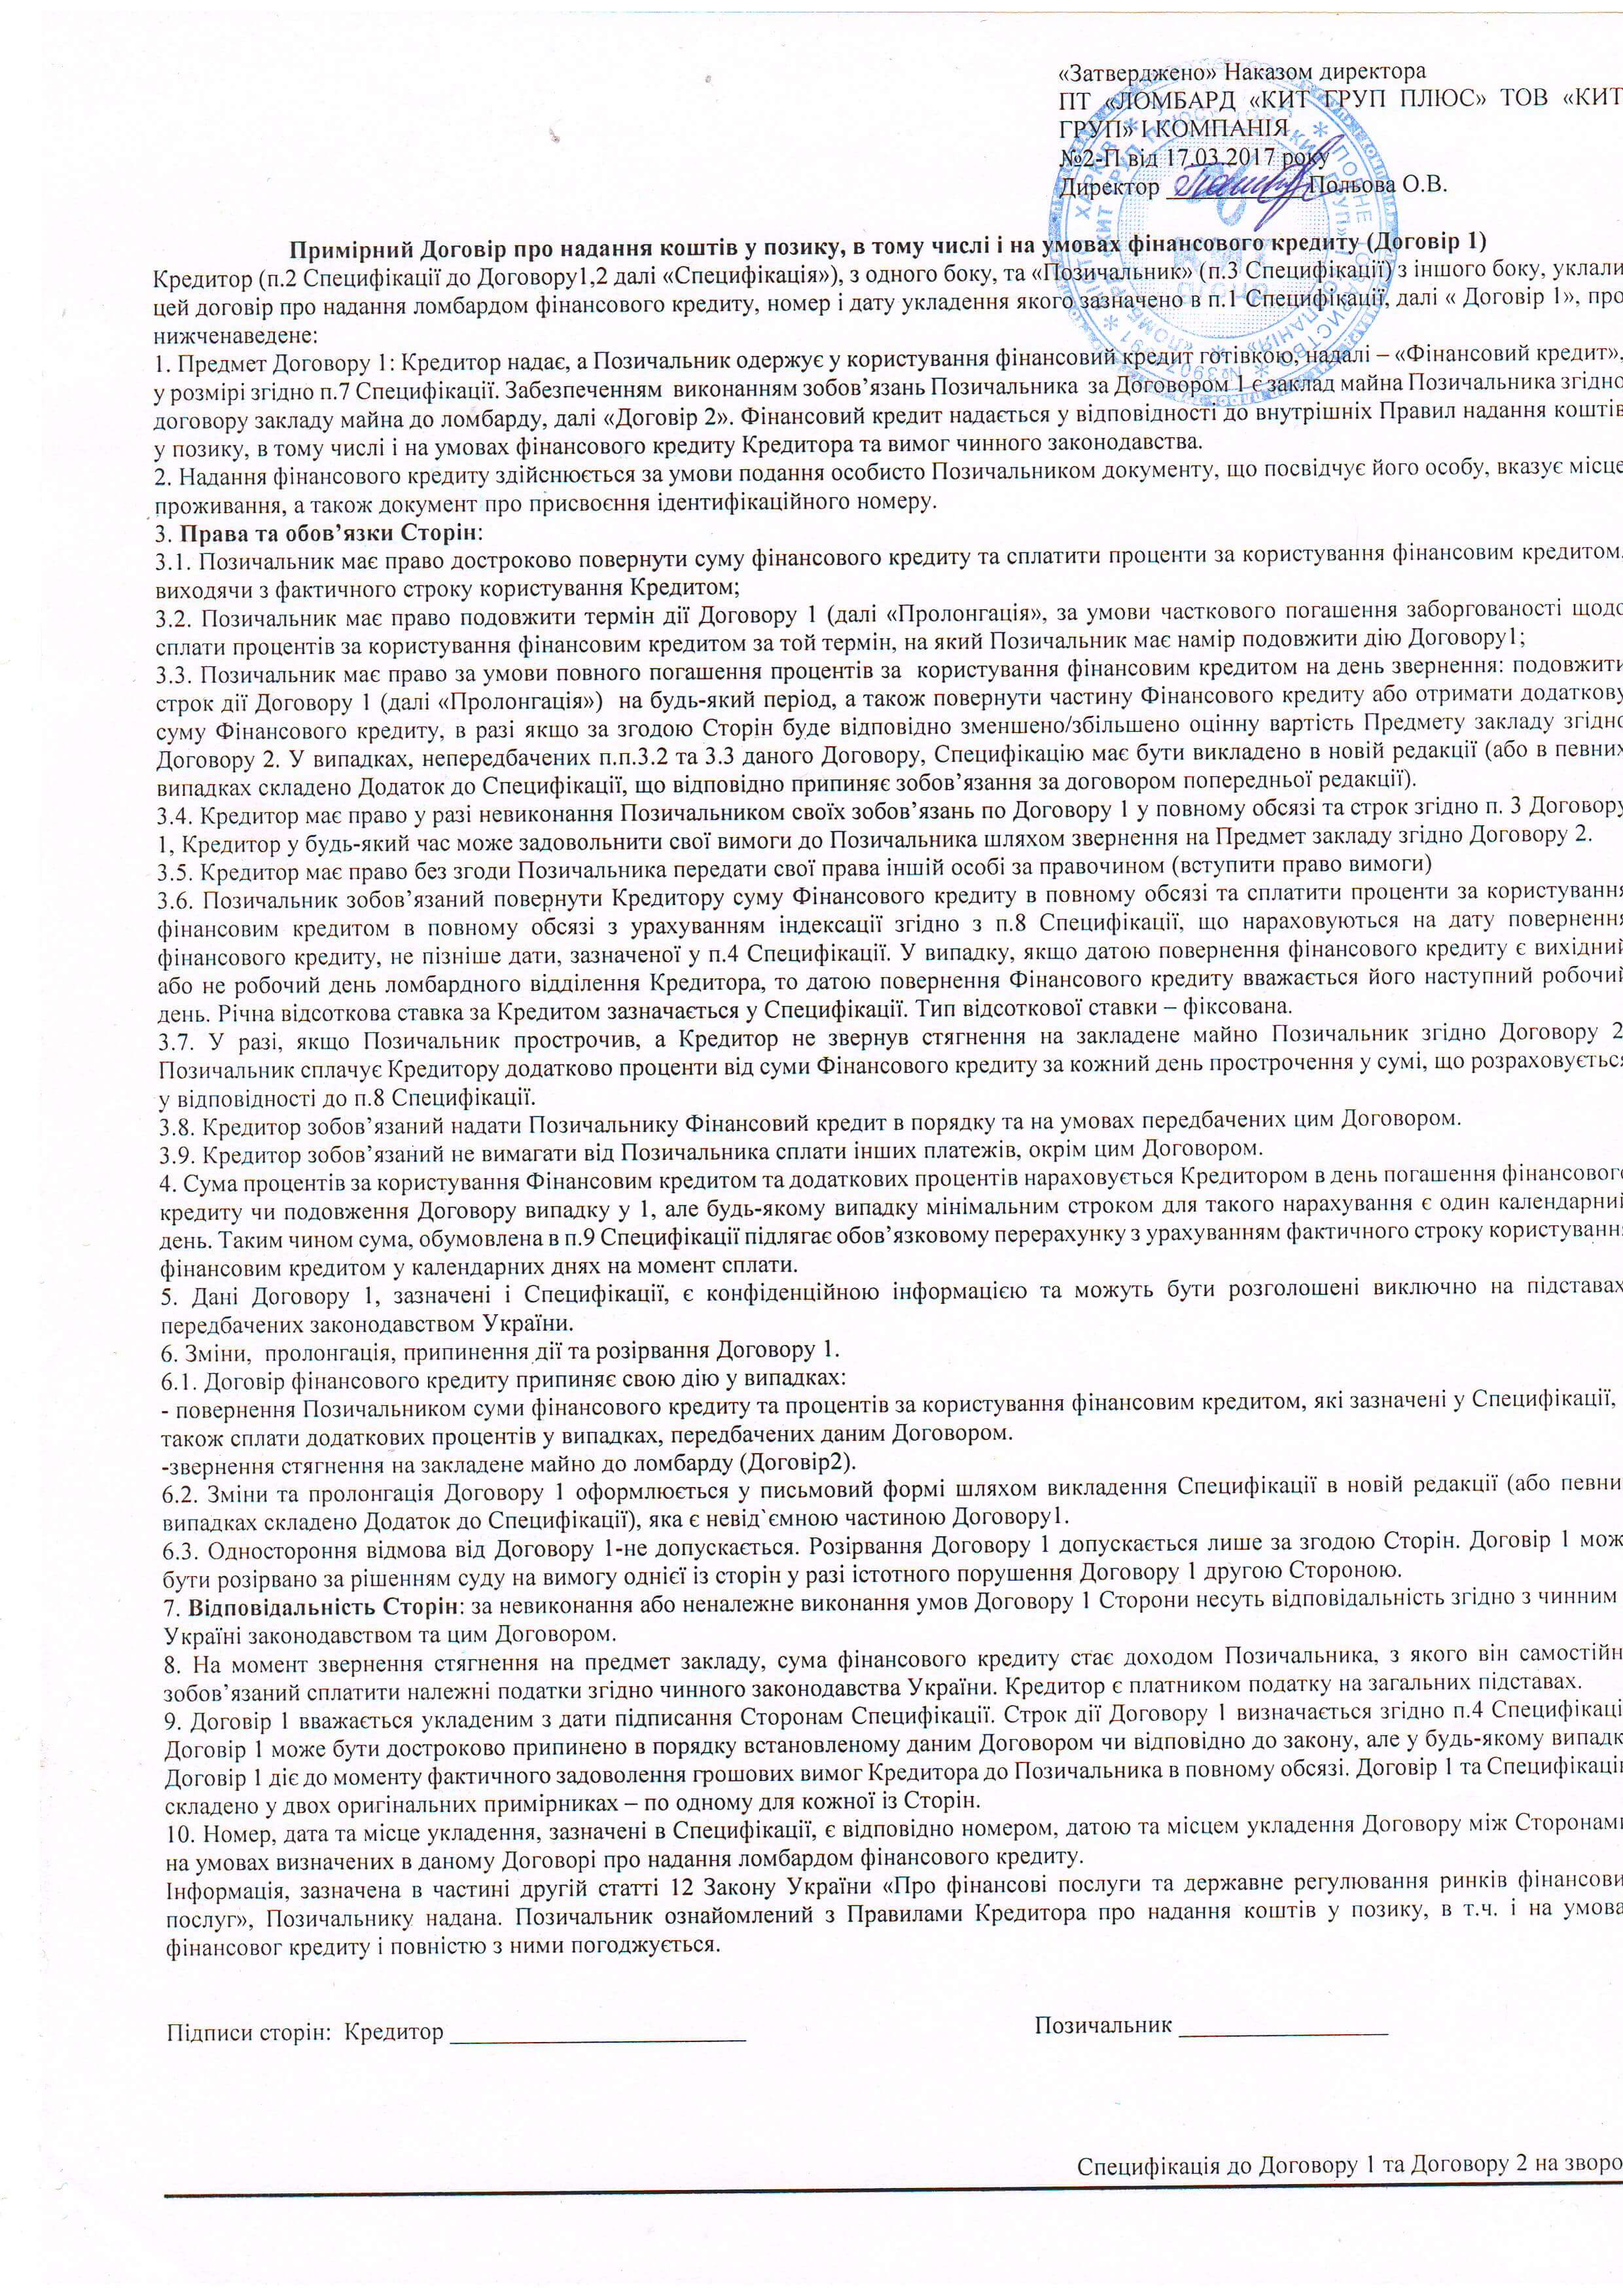 «Затверджено» Наказом директора
ПТ «ЛОМБАРД «КИТ ГРУП ПЛЮС» ТОВ «КИТ
ГРУП» І КОМПАНІЯ
№2-П від 17.03.2017 року
Директор ____________ Польова О.В.
Примірний Договір про надання коштів у позику, в тому числі і на умовах фінансового кредиту (Договір 1)
Кредитор (п.2 Специфікації до Договору1,2 далі «Специфікація»), з одного боку, та «Позичальник» (п.3 Специфікації) з іншого боку, уклали
цей договір про надання ломбардом фінансового кредиту, номер і дату укладення якого зазначено в п.1 Специфікації, далі « Договір 1», про
нижченаведене:
1. Предмет Договору 1: Кредитор надає, а Позичальник одержує у користування фінансовий кредит готівкою, надалі – «Фінансовий кредит»,
у розмірі згідно п.7 Специфікації. Забезпеченням виконанням зобов’язань Позичальника за Договором 1 є заклад майна Позичальника згідно
договору закладу майна до ломбарду, далі «Договір 2». Фінансовий кредит надається у відповідності до внутрішніх Правил надання коштів
у позику, в тому числі і на умовах фінансового кредиту Кредитора та вимог чинного законодавства.
2. Надання фінансового кредиту здійснюється за умови подання особисто Позичальником документу, що посвідчує його особу, вказує місце
проживання, а також документ про присвоєння ідентифікаційного номеру.
3. Права та обов’язки Сторін:
3.1. Позичальник має право достроково повернути суму фінансового кредиту та сплатити проценти за користування фінансовим кредитом,
виходячи з фактичного строку користування Кредитом;
3.2. Позичальник має право подовжити термін дії Договору 1 (далі «Пролонгація», за умови часткового погашення заборгованості щодо
сплати процентів за користування фінансовим кредитом за той термін, на який Позичальник має намір подовжити дію Договору1;
3.3. Позичальник має право за умови повного погашення процентів за користування фінансовим кредитом на день звернення: подовжити
строк дії Договору 1 (далі «Пролонгація») на будь-який період, а також повернути частину Фінансового кредиту або отримати додаткову
суму Фінансового кредиту, в разі якщо за згодою Сторін буде відповідно зменшено/збільшено оцінну вартість Предмету закладу згідно
Договору 2. У випадках, непередбачених п.п.3.2 та 3.3 даного Договору, Специфікацію має бути викладено в новій редакції (або в певних
випадках складено Додаток до Специфікації, що відповідно припиняє зобов’язання за договором попередньої редакції).
3.4. Кредитор має право у разі невиконання Позичальником своїх зобов’язань по Договору 1 у повному обсязі та строк згідно п. 3 Договору
1, Кредитор у будь-який час може задовольнити свої вимоги до Позичальника шляхом звернення на Предмет закладу згідно Договору 2.
3.5. Кредитор має право без згоди Позичальника передати свої права іншій особі за правочином (вступити право вимоги)
3.6. Позичальник зобов’язаний повернути Кредитору суму Фінансового кредиту в повному обсязі та сплатити проценти за користування
фінансовим кредитом в повному обсязі з урахуванням індексації згідно з п.8 Специфікації, що нараховуються на дату повернення
фінансового кредиту, не пізніше дати, зазначеної у п.4 Специфікації. У випадку, якщо датою повернення фінансового кредиту є вихідний
або не робочий день ломбардного відділення Кредитора, то датою повернення Фінансового кредиту вважається його наступний робочий
день. Річна відсоткова ставка за Кредитом зазначається у Специфікації. Тип відсоткової ставки – фіксована.
3.7. У разі, якщо Позичальник прострочив, а Кредитор не звернув стягнення на закладене майно Позичальник згідно Договору 2
Позичальник сплачує Кредитору додатково проценти від суми Фінансового кредиту за кожний день прострочення у сумі, що розраховується
у відповідності до п.8 Специфікації.
3.8. Кредитор зобов’язаний надати Позичальнику Фінансовий кредит в порядку та на умовах передбачених цим Договором.
3.9. Кредитор зобов’язаний не вимагати від Позичальника сплати інших платежів, окрім цим Договором.
4. Сума процентів за користування Фінансовим кредитом та додаткових процентів нараховується Кредитором в день погашення фінансового
кредиту чи подовження Договору випадку у 1, але будь-якому випадку мінімальним строком для такого нарахування є один календарний
день. Таким чином сума, обумовлена в п.9 Специфікації підлягає обов’язковому перерахунку з урахуванням фактичного строку користуванн
фінансовим кредитом у календарних днях на момент сплати.
5. Дані Договору 1, зазначені і Специфікації, є конфіденційною інформацією та можуть бути розголошені виключно на підставах
передбачених законодавством України.
6. Зміни, пролонгація, припинення дії та розірвання Договору 1.
6.1. Договір фінансового кредиту припиняє свою дію у випадках:
- повернення Позичальником суми фінансового кредиту та процентів за користування фінансовим кредитом, які зазначені у Специфікації,
також сплати додаткових процентів у випадках, передбачених даним Договором.
-звернення стягнення на закладене майно до ломбарду (Договір2).
6.2. Зміни та пролонгація Договору 1 оформлюється у письмовий формі шляхом викладення Специфікації в новій редакції (або певни
випадках складено Додаток до Специфікації), яка є невід`ємною частиною Договору1.
6.3. Одностороння відмова від Договору 1-не допускається. Розірвання Договору 1 допускається лише за згодою Сторін. Договір 1 мож
бути розірвано за рішенням суду на вимогу однієї із сторін у разі істотного порушення Договору 1 другою Стороною.
7. Відповідальність Сторін: за невиконання або неналежне виконання умов Договору 1 Сторони несуть відповідальність згідно з чинним
Україні законодавством та цим Договором.
8. На момент звернення стягнення на предмет закладу, сума фінансового кредиту стає доходом Позичальника, з якого він самостійн
зобов’язаний сплатити належні податки згідно чинного законодавства України. Кредитор є платником податку на загальних підставах.
9. Договір 1 вважається укладеним з дати підписання Сторонам Специфікації. Строк дії Договору 1 визначається згідно п.4 Специфікаці
Договір 1 може бути достроково припинено в порядку встановленому даним Договором чи відповідно до закону, але у будь-якому випадк
Договір 1 діє до моменту фактичного задоволення грошових вимог Кредитора до Позичальника в повному обсязі. Договір 1 та Специфікаці
складено у двох оригінальних примірниках – по одному для кожної із Сторін.
10. Номер, дата та місце укладення, зазначені в Специфікації, є відповідно номером, датою та місцем укладення Договору між Сторонами
на умовах визначених в даному Договорі про надання ломбардом фінансового кредиту.
Інформація, зазначена в частині другій статті 12 Закону України «Про фінансові послуги та державне регулювання ринків фінансови
послуг», Позичальнику надана. Позичальник ознайомлений з Правилами Кредитора про надання коштів у позику, в т.ч. і на умова
фінансовог кредиту і повністю з ними погоджується.
Підписи сторін: Кредитор ________________________ Позичальник _________________
Специфікація до Договору 1 та Договору 2 на зворо